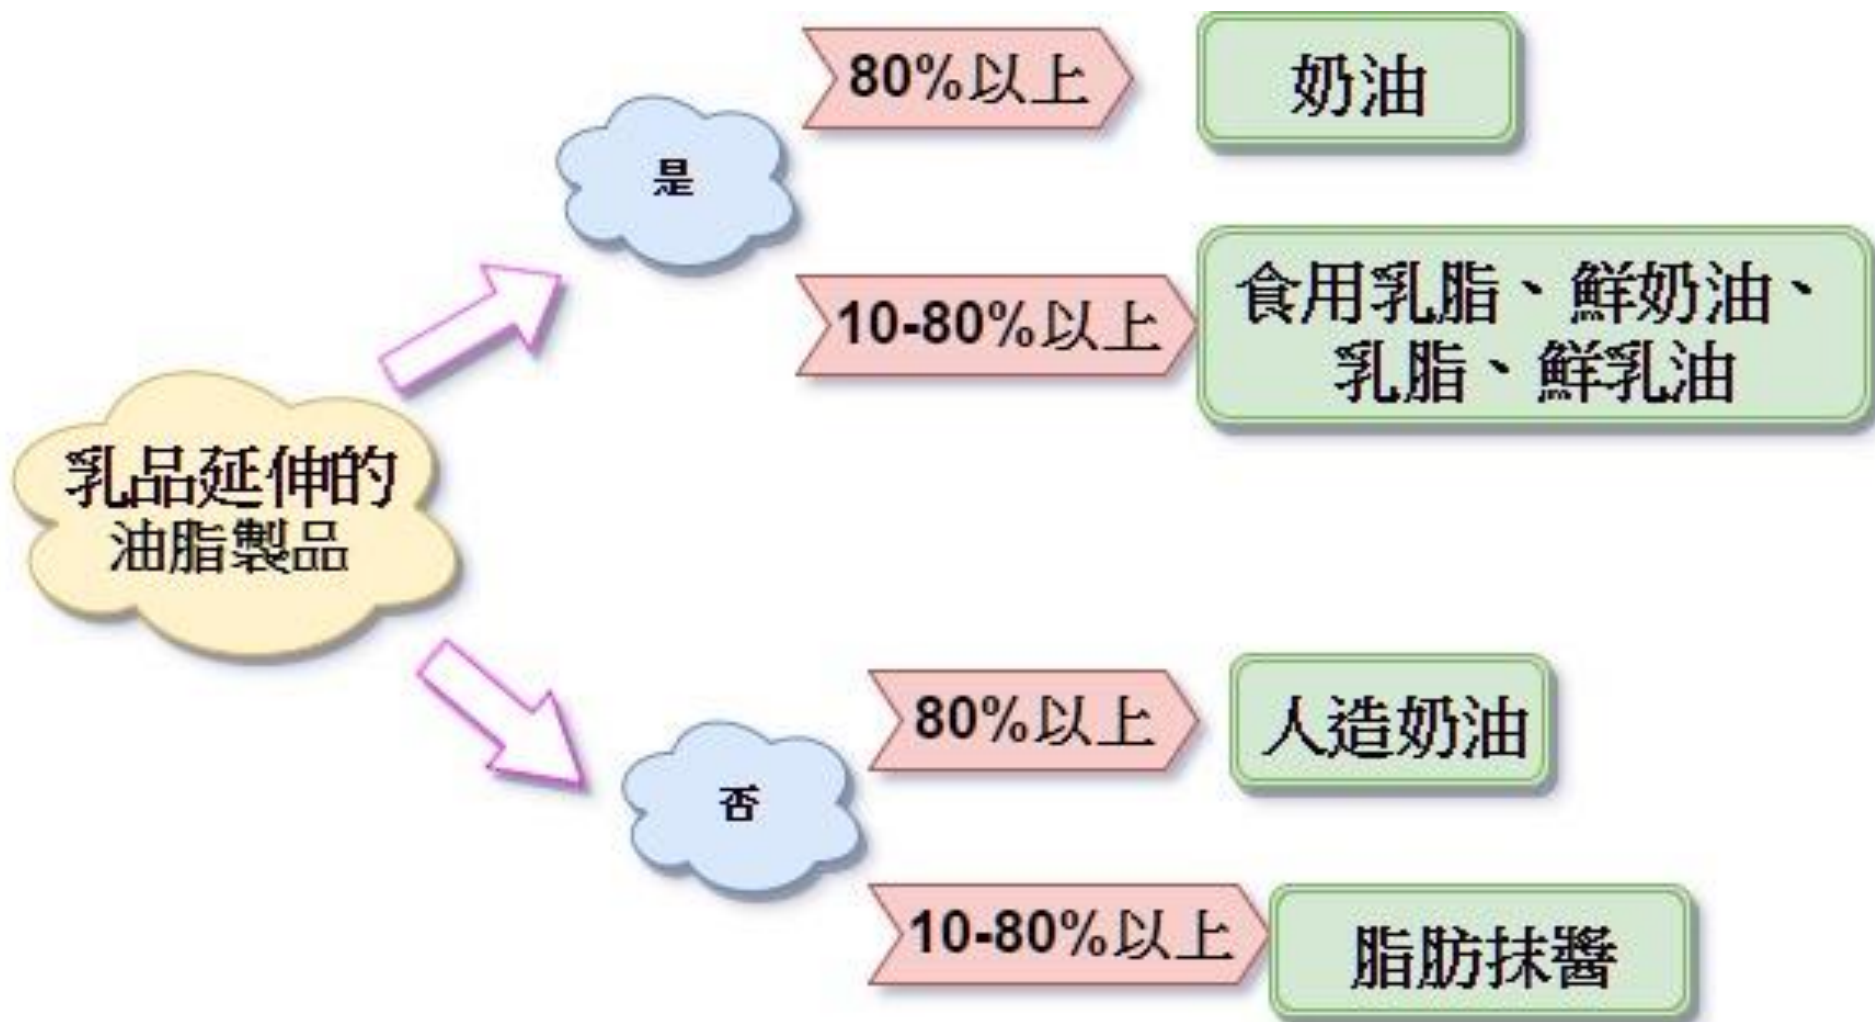 80%以上
奶油
是
10-80%以上
食用乳脂、鮮奶油、
乳脂、鮮乳油
乳品延伸的
油脂製品
80%以上
人造奶油
否
10-80%以上
脂肪抹醬